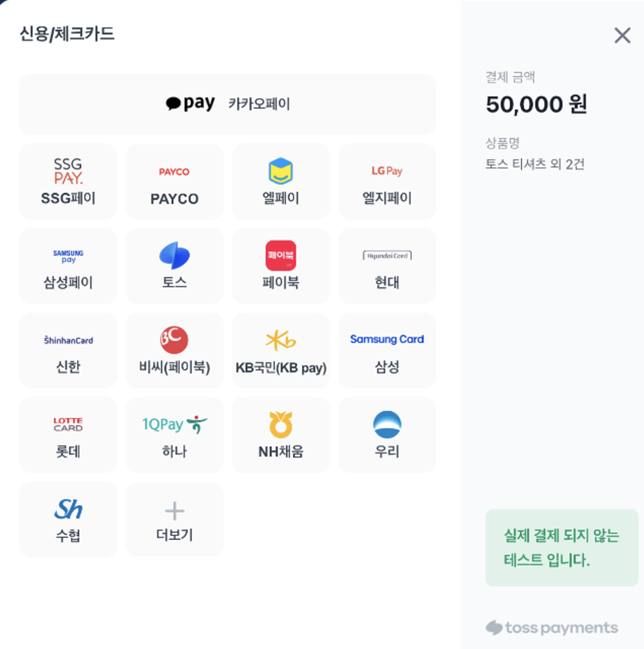 신용/체크카드
pay 카카오페이
SSG PAY.
SSG페이
PAYCO
PAYCO
엘페이
LG Pay
엘지페이
SAMSUNG pay
삼성페이
토스
페이북
페이북
Hyundai Card
현대
ShinhanCard
신한
BC
비씨(페이북)
Kb
KB국민(KB pay)
Samsung Card
삼성
LOTTE CARD
롯데
1QPay
하나
NH채움
우리
Sh
수협
더보기
결제 금액
50,000 원
상품명
토스 티셔츠 외 2건
실제 결제 되지 않는
테스트 입니다.
toss payments